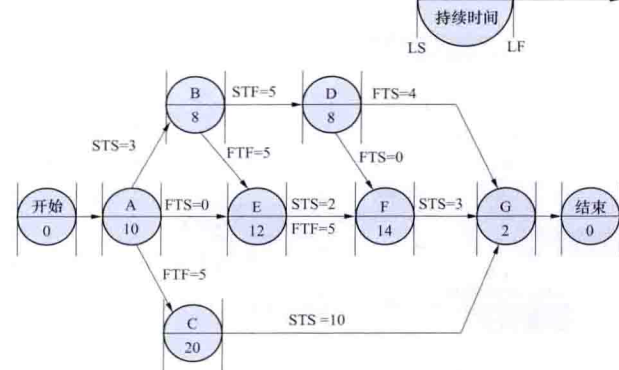 持续时间
LS LF
B
8
STF=5
D
8
FTS=4
STS=3
FTF=5
FTS=0
开始
0
A
10
FTS=0
E
12
STS=2
FTF=5
F
14
STS=3
G
2
结束
0
FTF=5
C
20
STS =10